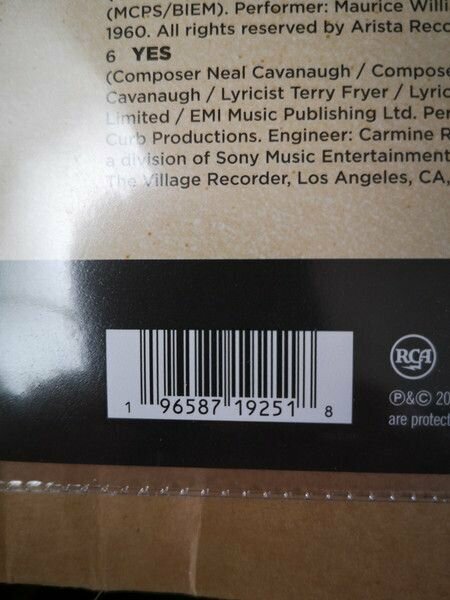 (MCPS/BIEM). Performer: Maurice Willi
1960. All rights reserved by Arista Reco
6 YES
(Composer Neal Cavanaugh / Compose
Cavanaugh / Lyricist Terry Fryer / Lyric
Limited / EMI Music Publishing Ltd. Per
Curb Productions. Engineer: Carmine R
a division of Sony Music Entertainment
The Village Recorder, Los Angeles, CA,
RCA
1 96587 19251 8
℗&© 20
are protect